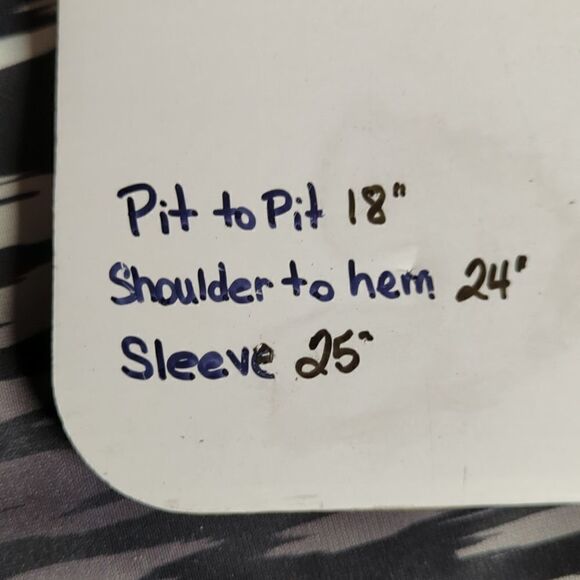 Pit to Pit 18"
Shoulder to hem 24"
Sleeve 25"